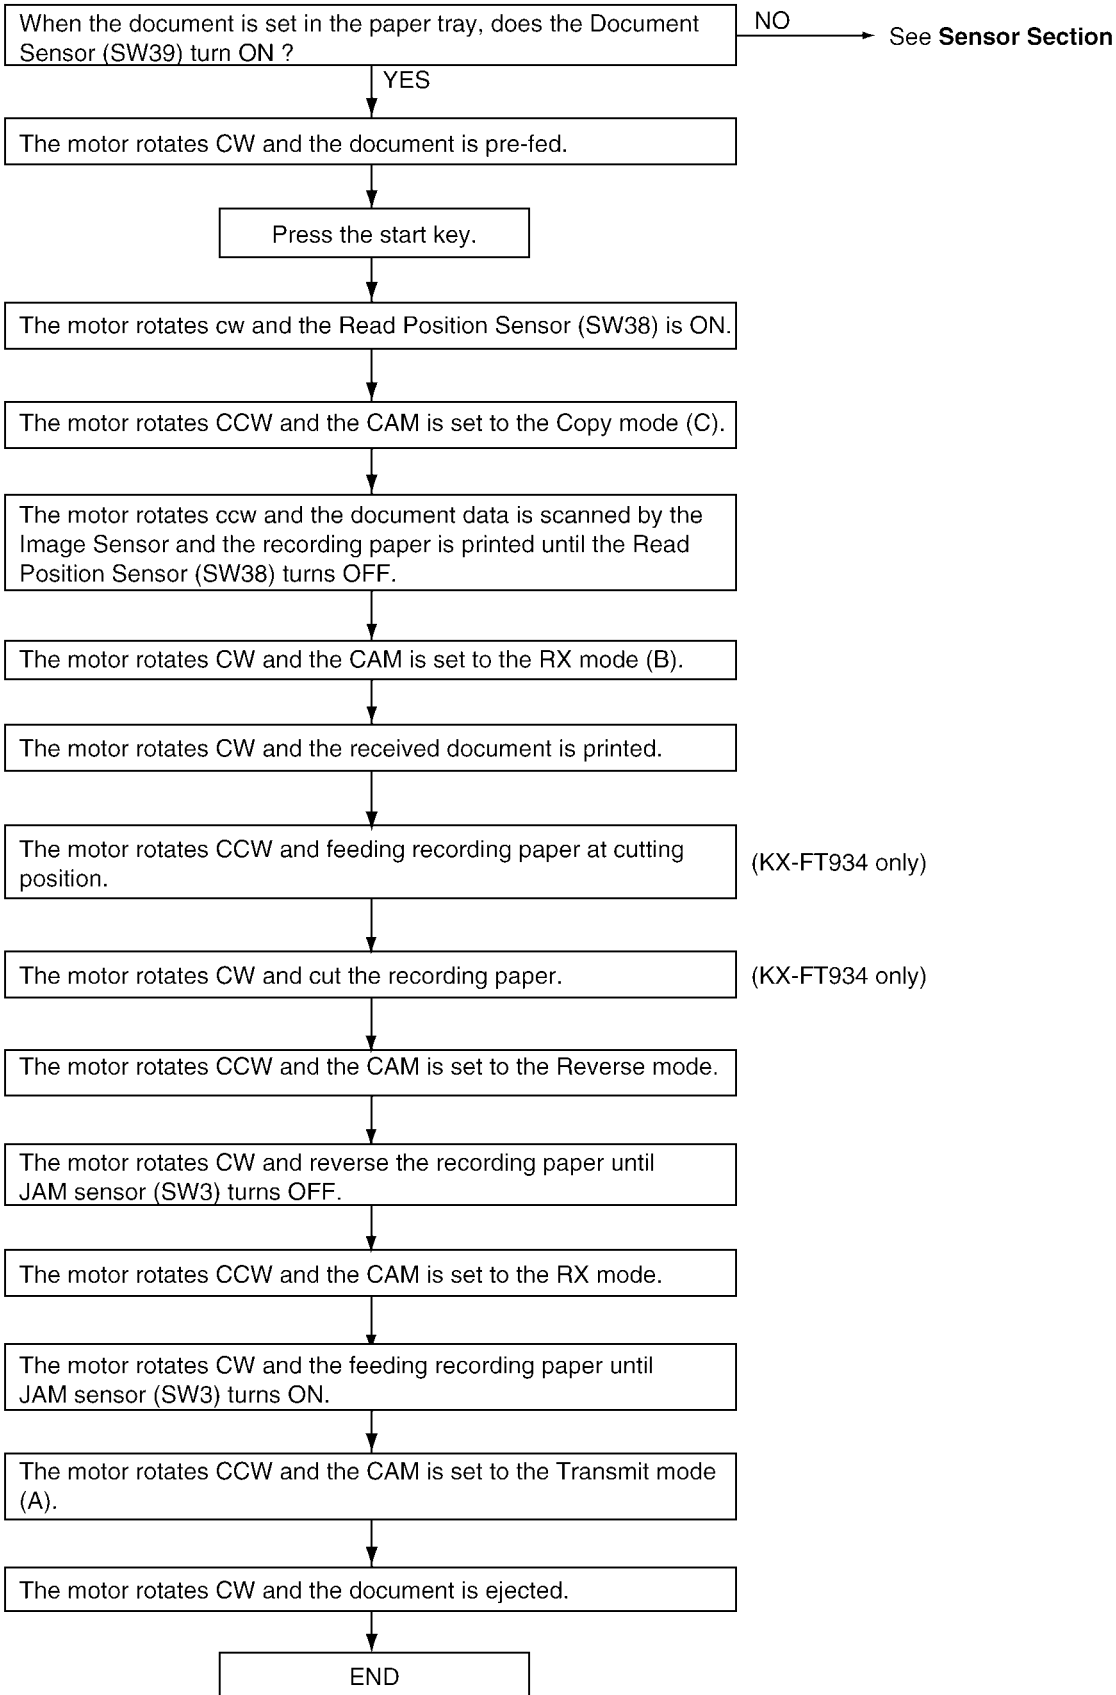 When the document is set in the paper tray, does the Document
Sensor (SW39) turn ON ?
NO
See Sensor Section
YES
The motor rotates CW and the document is pre-fed.
Press the start key.
The motor rotates cw and the Read Position Sensor (SW38) is ON.
The motor rotates CCW and the CAM is set to the Copy mode (C).
The motor rotates ccw and the document data is scanned by the
Image Sensor and the recording paper is printed until the Read
Position Sensor (SW38) turns OFF.
The motor rotates CW and the CAM is set to the RX mode (B).
The motor rotates CW and the received document is printed.
The motor rotates CCW and feeding recording paper at cutting
position.
(KX-FT934 only)
The motor rotates CW and cut the recording paper.
(KX-FT934 only)
The motor rotates CCW and the CAM is set to the Reverse mode.
The motor rotates CW and reverse the recording paper until
JAM sensor (SW3) turns OFF.
The motor rotates CCW and the CAM is set to the RX mode.
The motor rotates CW and the feeding recording paper until
JAM sensor (SW3) turns ON.
The motor rotates CCW and the CAM is set to the Transmit mode
(A).
The motor rotates CW and the document is ejected.
END